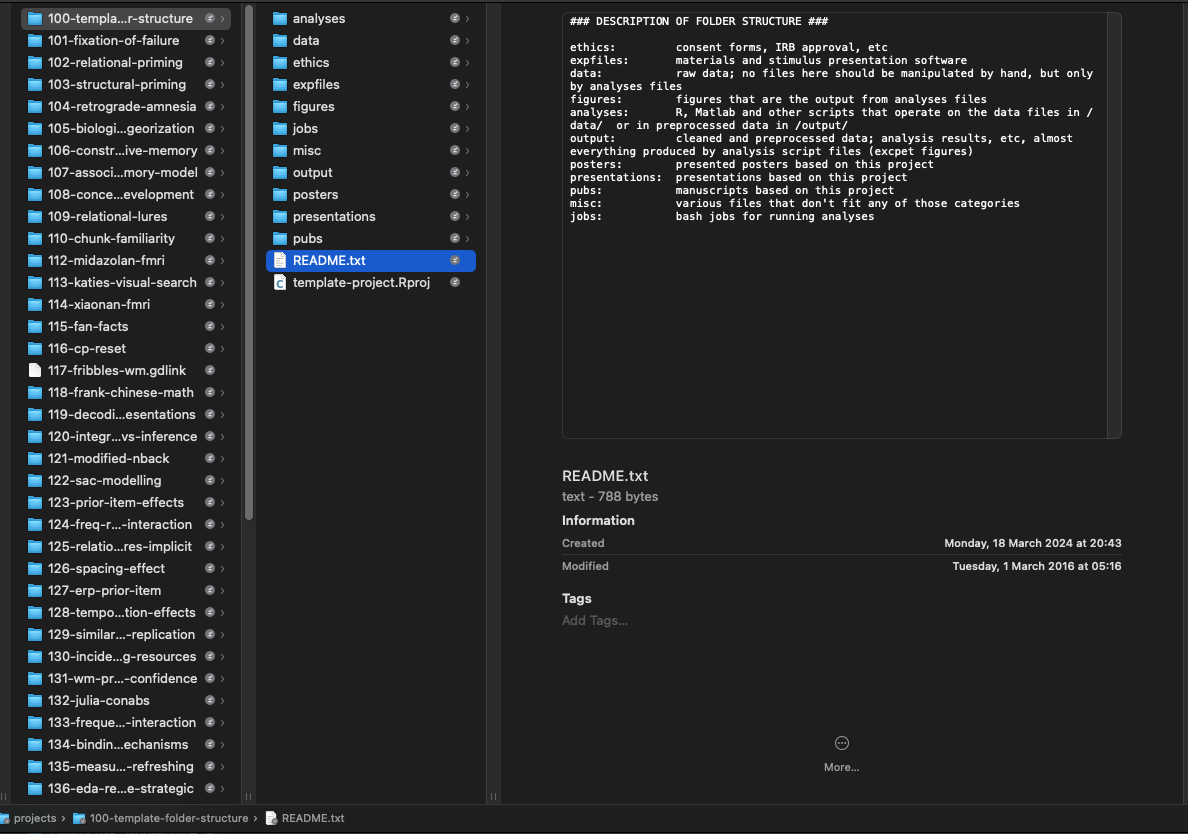 100-templa...r-structure
101-fixation-of-failure
102-relational-priming
103-structural-priming
104-retrograde-amnesia
105-biologi...georization
106-constr...ive-memory
107-associ...mory-model
108-conce...evelopment
109-relational-lures
110-chunk-familiarity
112-midazolan-fmri
113-katies-visual-search
114-xiaonan-fmri
115-fan-facts
116-cp-reset
117-fribbles-wm.gdlink
118-frank-chinese-math
119-decodi...esentations
120-integr...vs-inference
121-modified-nback
122-sac-modelling
123-prior-item-effects
124-freq-r...-interaction
125-relatio...res-implicit
126-spacing-effect
127-erp-prior-item
128-tempo...tion-effects
129-similar...-replication
130-incide...g-resources
131-wm-pr...-confidence
132-julia-conabs
133-freque...-interaction
134-bindin...echanisms
135-measu...-refreshing
136-eda-re...e-strategic
analyses
data
ethics
expfiles
figures
jobs
misc
output
posters
presentations
pubs
README.txt
template-project.Rproj
### DESCRIPTION OF FOLDER STRUCTURE ###
ethics: consent forms, IRB approval, etc
expfiles: materials and stimulus presentation software
data: raw data; no files here should be manipulated by hand, but only
by analyses files
figures: figures that are the output from analyses files
analyses: R, Matlab and other scripts that operate on the data files in /
data/ or in preprocessed data in /output/
output: cleaned and preprocessed data; analysis results, etc, almost
everything produced by analysis script files (excpet figures)
posters: presented posters based on this project
presentations: presentations based on this project
pubs: manuscripts based on this project
misc: various files that don't fit any of those categories
jobs: bash jobs for running analyses
README.txt
text - 788 bytes
Information
Created Monday, 18 March 2024 at 20:43
Modified Tuesday, 1 March 2016 at 05:16
Tags
Add Tags...
More...
projects › 100-template-folder-structure › README.txt